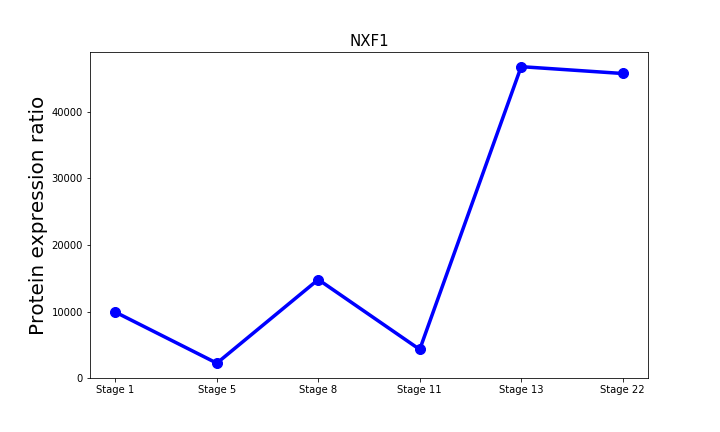 NXF1
Protein expression ratio
40000
30000
20000
10000
0
Stage 1 Stage 5 Stage 8 Stage 11 Stage 13 Stage 22